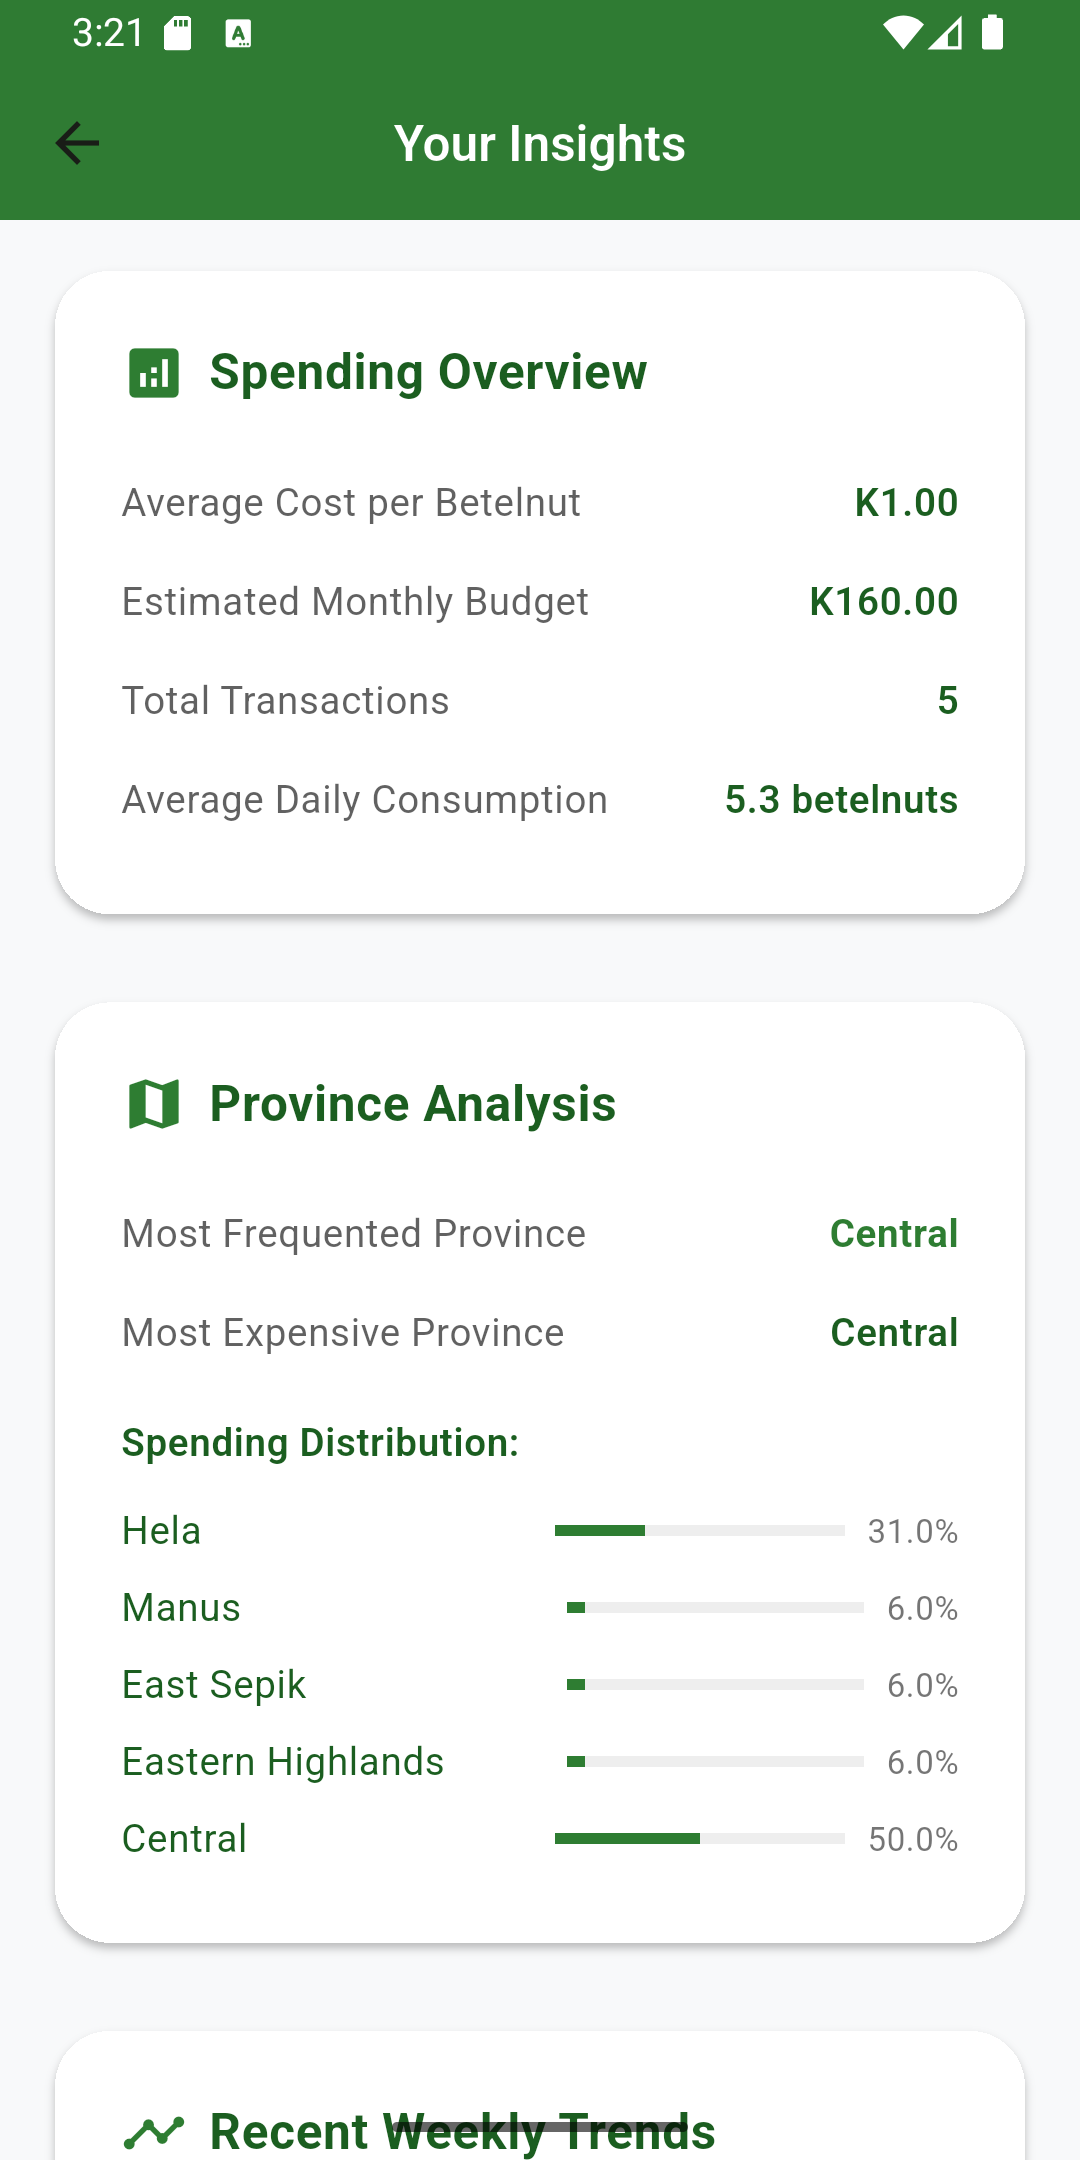 3:21
Your Insights
Spending Overview
Average Cost per Betelnut K1.00
Estimated Monthly Budget K160.00
Total Transactions 5
Average Daily Consumption 5.3 betelnuts
Province Analysis
Most Frequented Province Central
Most Expensive Province Central
Spending Distribution:
Hela 31.0%
Manus 6.0%
East Sepik 6.0%
Eastern Highlands 6.0%
Central 50.0%
Recent Weekly Trends